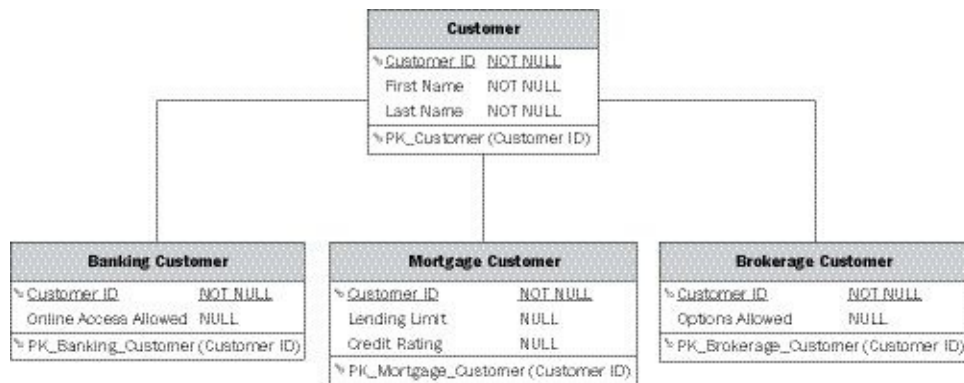 Customer
Customer ID NOT NULL
First Name NOT NULL
Last Name NOT NULL
PK_Customer (Customer ID)
Banking Customer
Customer ID NOT NULL
Online Access Allowed NULL
PK_Banking_Customer (Customer ID)
Mortgage Customer
Customer ID NOT NULL
Lending Limit NULL
Credit Rating NULL
PK_Mortgage_Customer (Customer ID)
Brokerage Customer
Customer ID NOT NULL
Options Allowed NULL
PK_Brokerage_Customer (Customer ID)